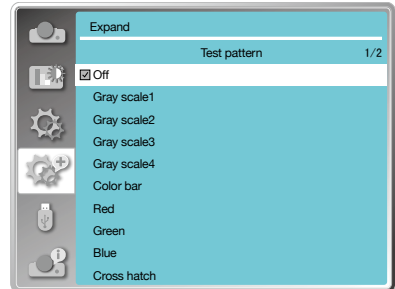 Expand
Test pattern 1/2
Off
Gray scale1
Gray scale2
Gray scale3
Gray scale4
Color bar
Red
Green
Blue
Cross hatch